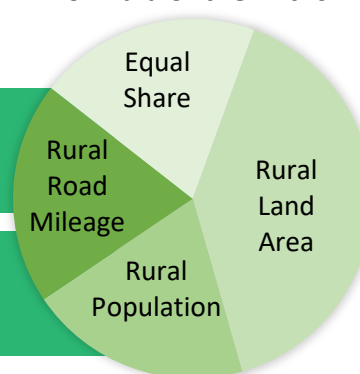 Equal
Share
Rural
Road
Mileage
Rural
Land
Area
Rural
Population